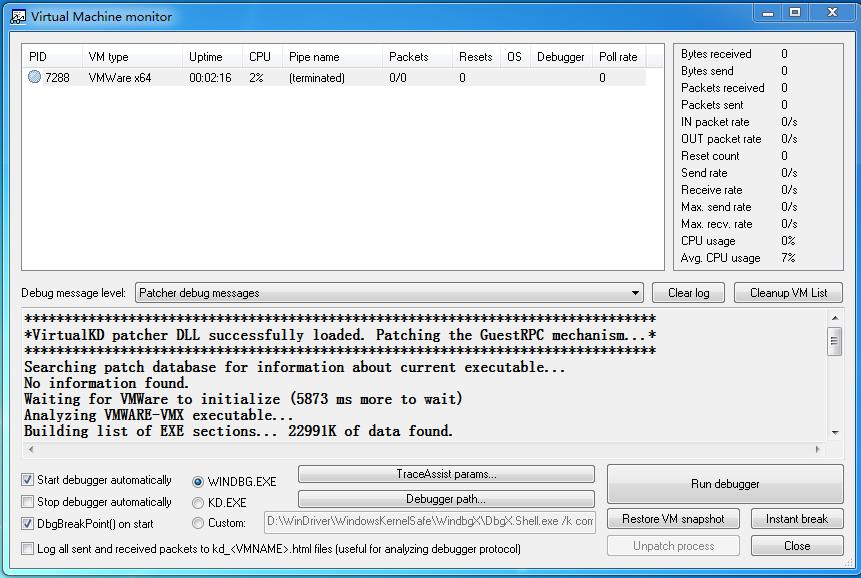 Virtual Machine monitor
PID VM type Uptime CPU Pipe name Packets Resets OS Debugger Poll rate
7288 VMWare x64 00:02:16 2% (terminated) 0/0 0 0
Bytes received 0
Bytes send 0
Packets received 0
Packets sent 0
IN packet rate 0/s
OUT packet rate 0/s
Reset count 0
Send rate 0/s
Receive rate 0/s
Max. send rate 0/s
Max. recv. rate 0/s
CPU usage 0%
Avg. CPU usage 7%
Debug message level: Patcher debug messages Clear log Cleanup VM List
*******************************************************************************
*VirtualKD patcher DLL successfully loaded. Patching the GuestRPC mechanism...*
*******************************************************************************
Searching patch database for information about current executable...
No information found.
Waiting for VMWare to initialize (5873 ms more to wait)
Analyzing VMWARE-VMX executable...
Building list of EXE sections... 22991K of data found.
Start debugger automatically WINDBG.EXE TraceAssist params... Run debugger
Stop debugger automatically KD.EXE Debugger path...
DbgBreakPoint() on start Custom: D:\WinDriver\WindowsKernelSafe\WindbgX\DbgX.Shell.exe /k com Restore VM snapshot Instant break
Log all sent and received packets to kd_<VMNAME>.html files (useful for analyzing debugger protocol) Unpatch process Close